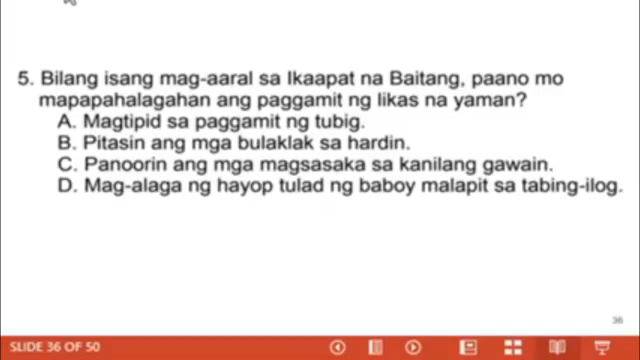 5. Bilang isang mag-aaral sa Ikaapat na Baitang, paano mo
mapapahalagahan ang paggamit ng likas na yaman?
A. Magtipid sa paggamit ng tubig.
B. Pitasin ang mga bulaklak sa hardin.
C. Panoorin ang mga magsasaka sa kanilang gawain.
D. Mag-alaga ng hayop tulad ng baboy malapit sa tabing-ilog.
36
SLIDE 36 OF 50